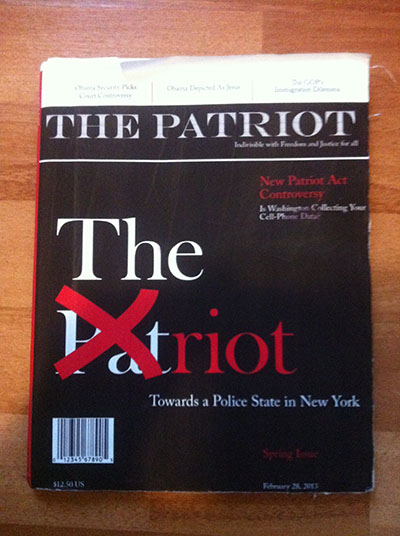 Obama Security Picks
Court Controversy
Obama Depicted As Jesus
The GOP's
Immigration Dilemma
THE PATRIOT
Indivisible with Freedom and Justice for all
New Patriot Act
Controversy
Is Washington Collecting Your
Cell-Phone Data?
The
Patriot
Towards a Police State in New York
Spring Issue
$12.50 US
February 28, 2013